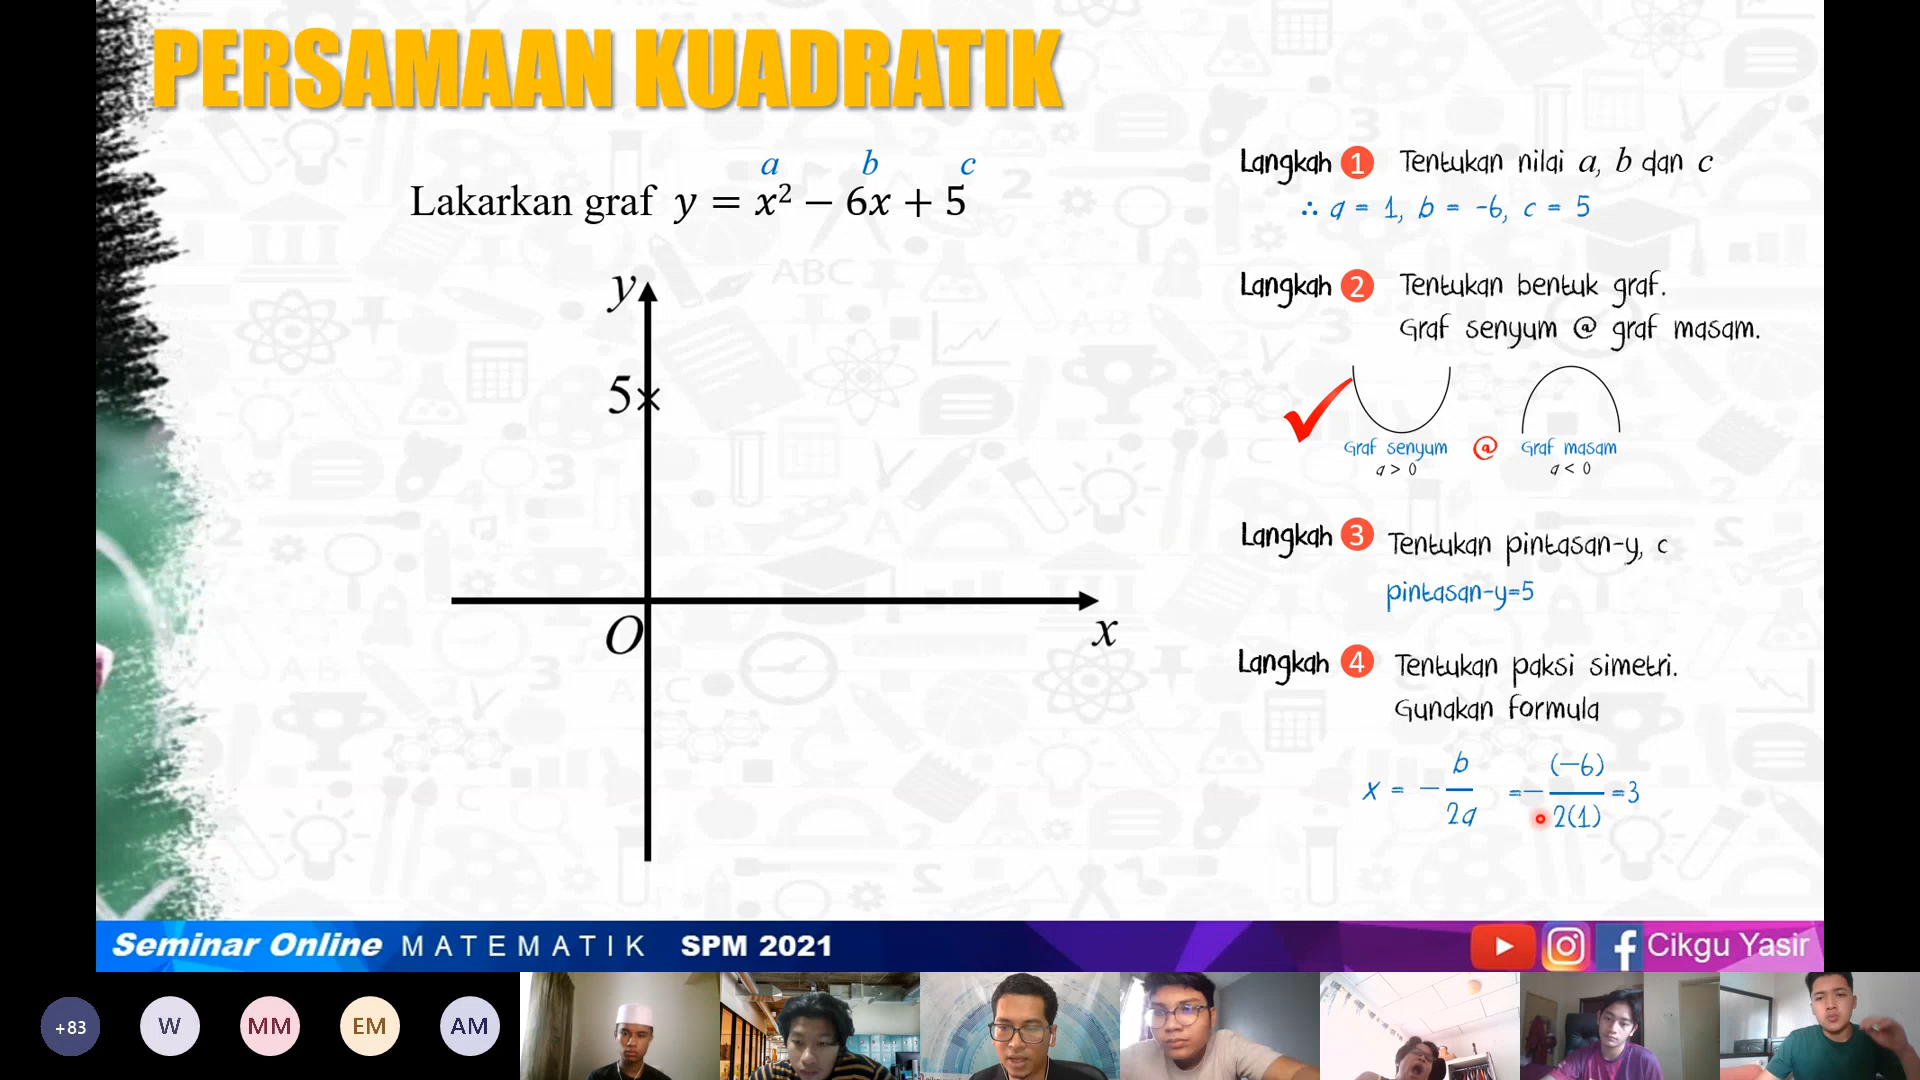 PERSAMAAN KUADRATIK
a b c
Lakarkan graf y = x² − 6x + 5
y
5
O
x
Langkah 1 Tentukan nilai a, b dan c
∴ a = 1, b = -6, c = 5
Langkah 2 Tentukan bentuk graf.
Graf senyum @ graf masam.
Graf senyum @ Graf masam
a > 0 a < 0
Langkah 3 Tentukan pintasan-y, c
pintasan-y=5
Langkah 4 Tentukan paksi simetri.
Gunakan formula
x = − b/2a =− (−6)/2(1) =3
Seminar Online MATEMATIK SPM 2021
Cikgu Yasir
+83 W MM EM AM